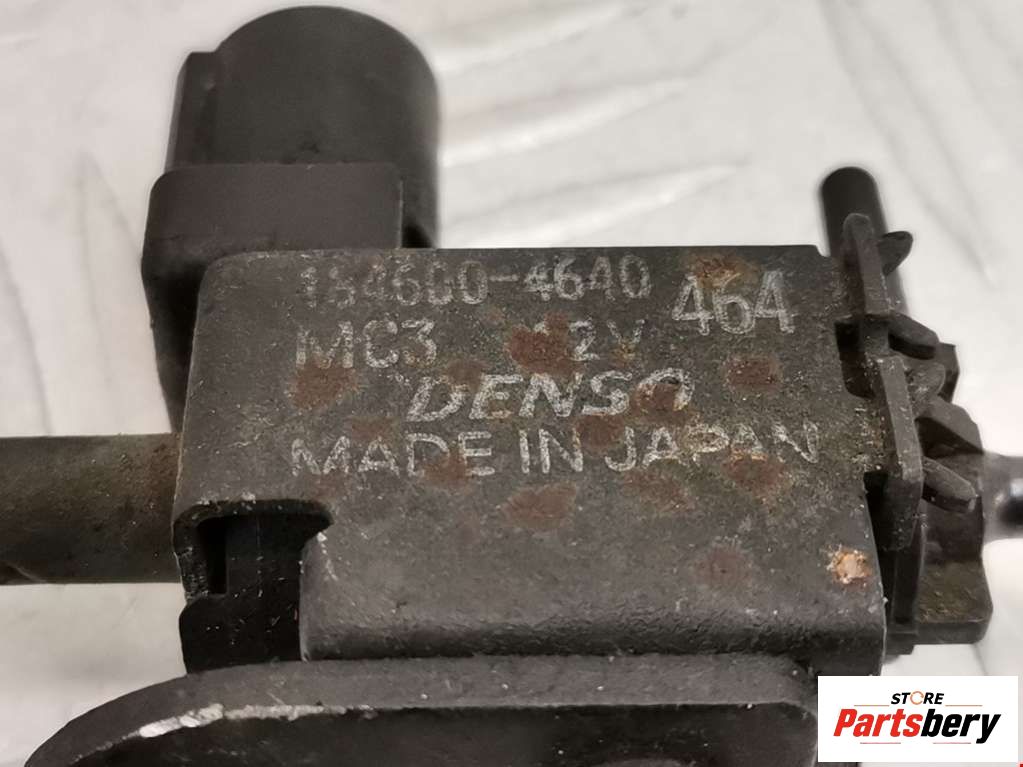 184600-4640
464
MC3 12V
DENSO
MADE IN JAPAN
STORE
Partsbery